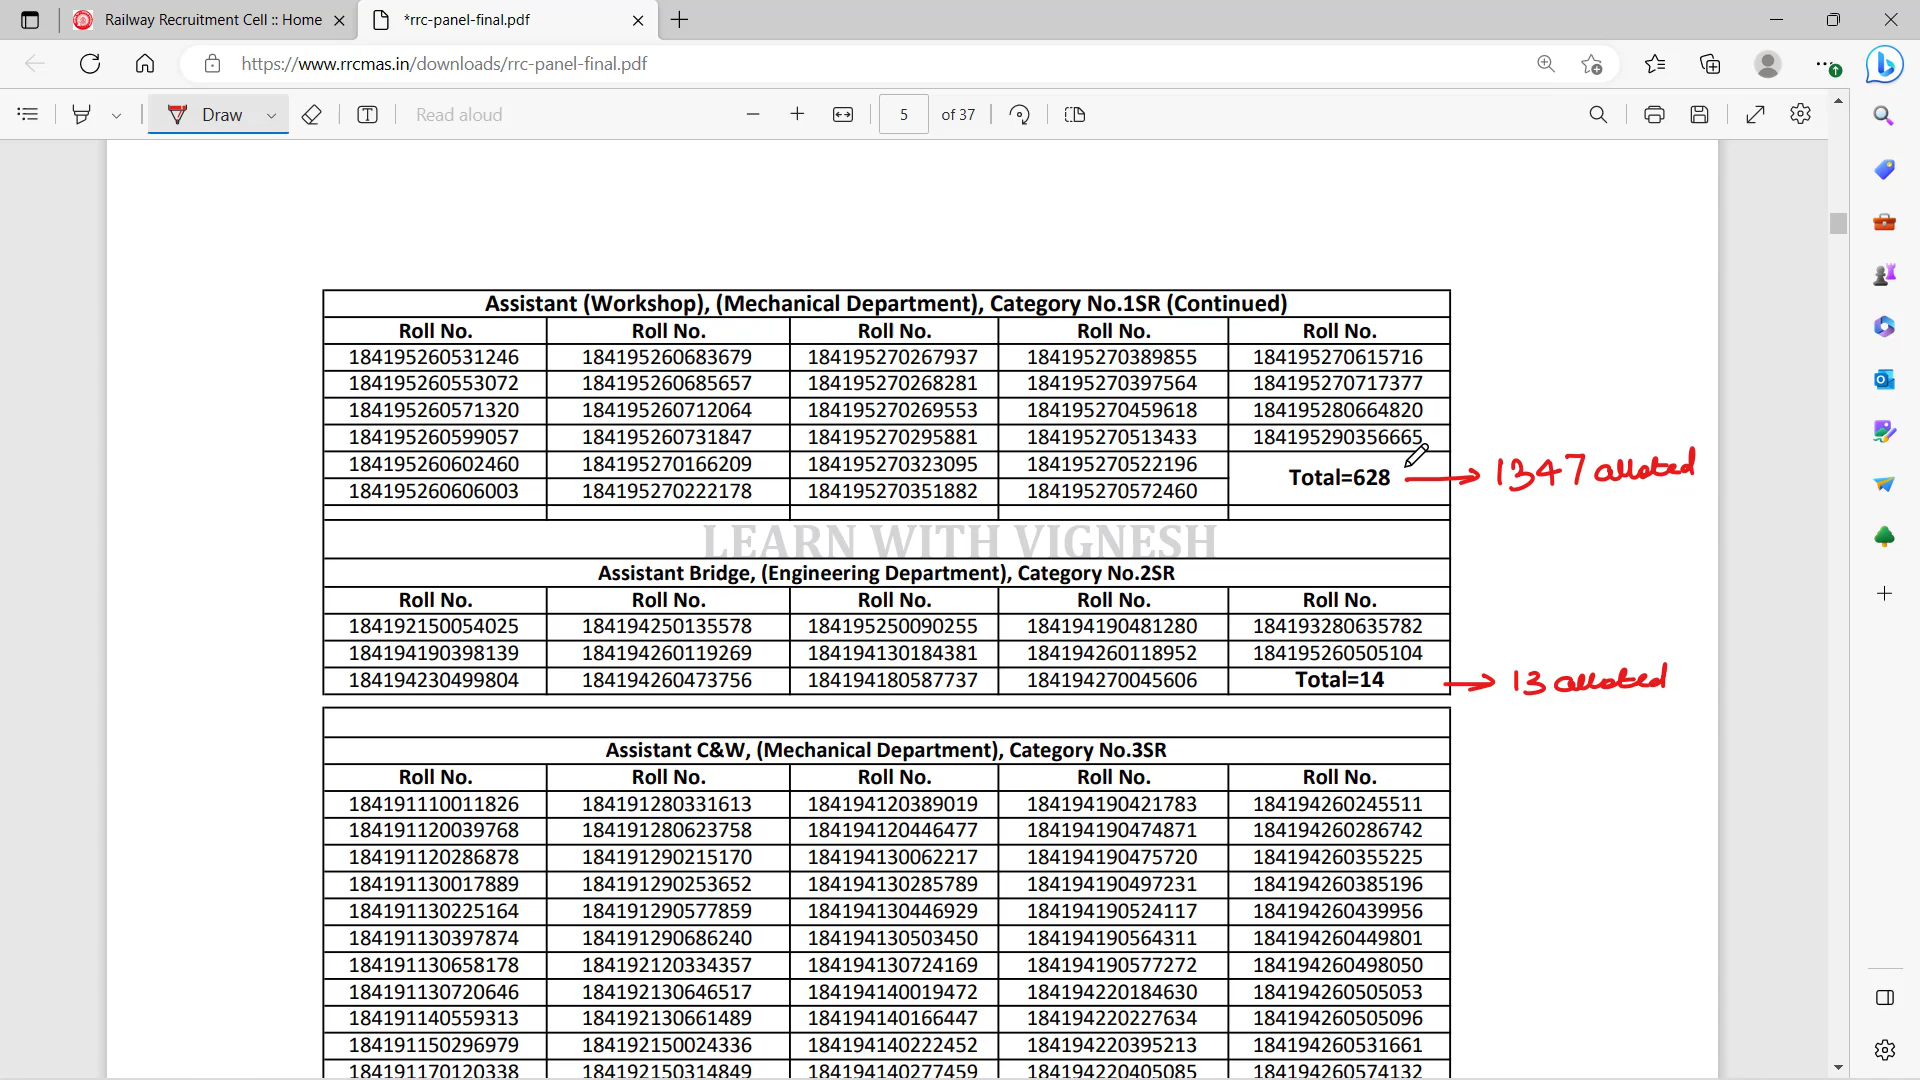 Railway Recruitment Cell :: Home
*rrc-panel-final.pdf
https://www.rrcmas.in/downloads/rrc-panel-final.pdf
Draw
Read aloud
5 of 37
Assistant (Workshop), (Mechanical Department), Category No.1SR (Continued)
Roll No. Roll No. Roll No. Roll No. Roll No.
184195260531246 184195260683679 184195270267937 184195270389855 184195270615716
184195260553072 184195260685657 184195270268281 184195270397564 184195270717377
184195260571320 184195260712064 184195270269553 184195270459618 184195280664820
184195260599057 184195260731847 184195270295881 184195270513433 184195290356665
184195260602460 184195270166209 184195270323095 184195270522196
Total=628 → 1347 alloted
184195260606003 184195270222178 184195270351882 184195270572460
LEARN WITH VIGNESH
Assistant Bridge, (Engineering Department), Category No.2SR
Roll No. Roll No. Roll No. Roll No. Roll No.
184192150054025 184194250135578 184195250090255 184194190481280 184193280635782
184194190398139 184194260119269 184194130184381 184194260118952 184195260505104
184194230499804 184194260473756 184194180587737 184194270045606 Total=14 → 13 alloted
Assistant C&W, (Mechanical Department), Category No.3SR
Roll No. Roll No. Roll No. Roll No. Roll No.
184191110011826 184191280331613 184194120389019 184194190421783 184194260245511
184191120039768 184191280623758 184194120446477 184194190474871 184194260286742
184191120286878 184191290215170 184194130062217 184194190475720 184194260355225
184191130017889 184191290253652 184194130285789 184194190497231 184194260385196
184191130225164 184191290577859 184194130446929 184194190524117 184194260439956
184191130397874 184191290686240 184194130503450 184194190564311 184194260449801
184191130658178 184192120334357 184194130724169 184194190577272 184194260498050
184191130720646 184192130646517 184194140019472 184194220184630 184194260505053
184191140559313 184192130661489 184194140166447 184194220227634 184194260505096
184191150296979 184192150024336 184194140222452 184194220395213 184194260531661
184191170120338 184192150314849 184194140277459 184194220405085 184194260574132